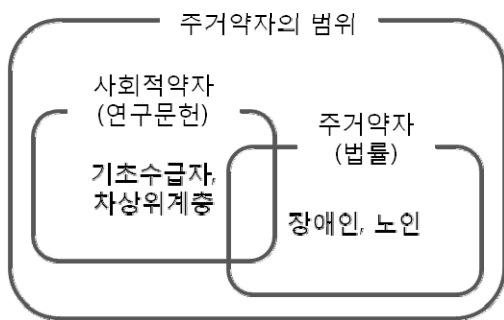 주거약자의 범위
사회적약자
(연구문헌)
기초수급자,
차상위계층
주거약자
(법률)
장애인, 노인